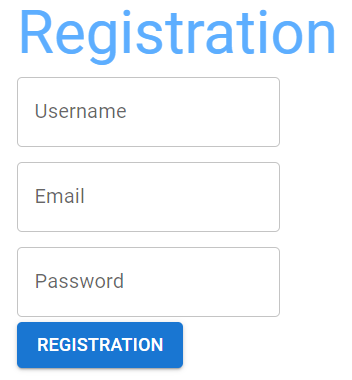 Registration
Username
Email
Password
REGISTRATION